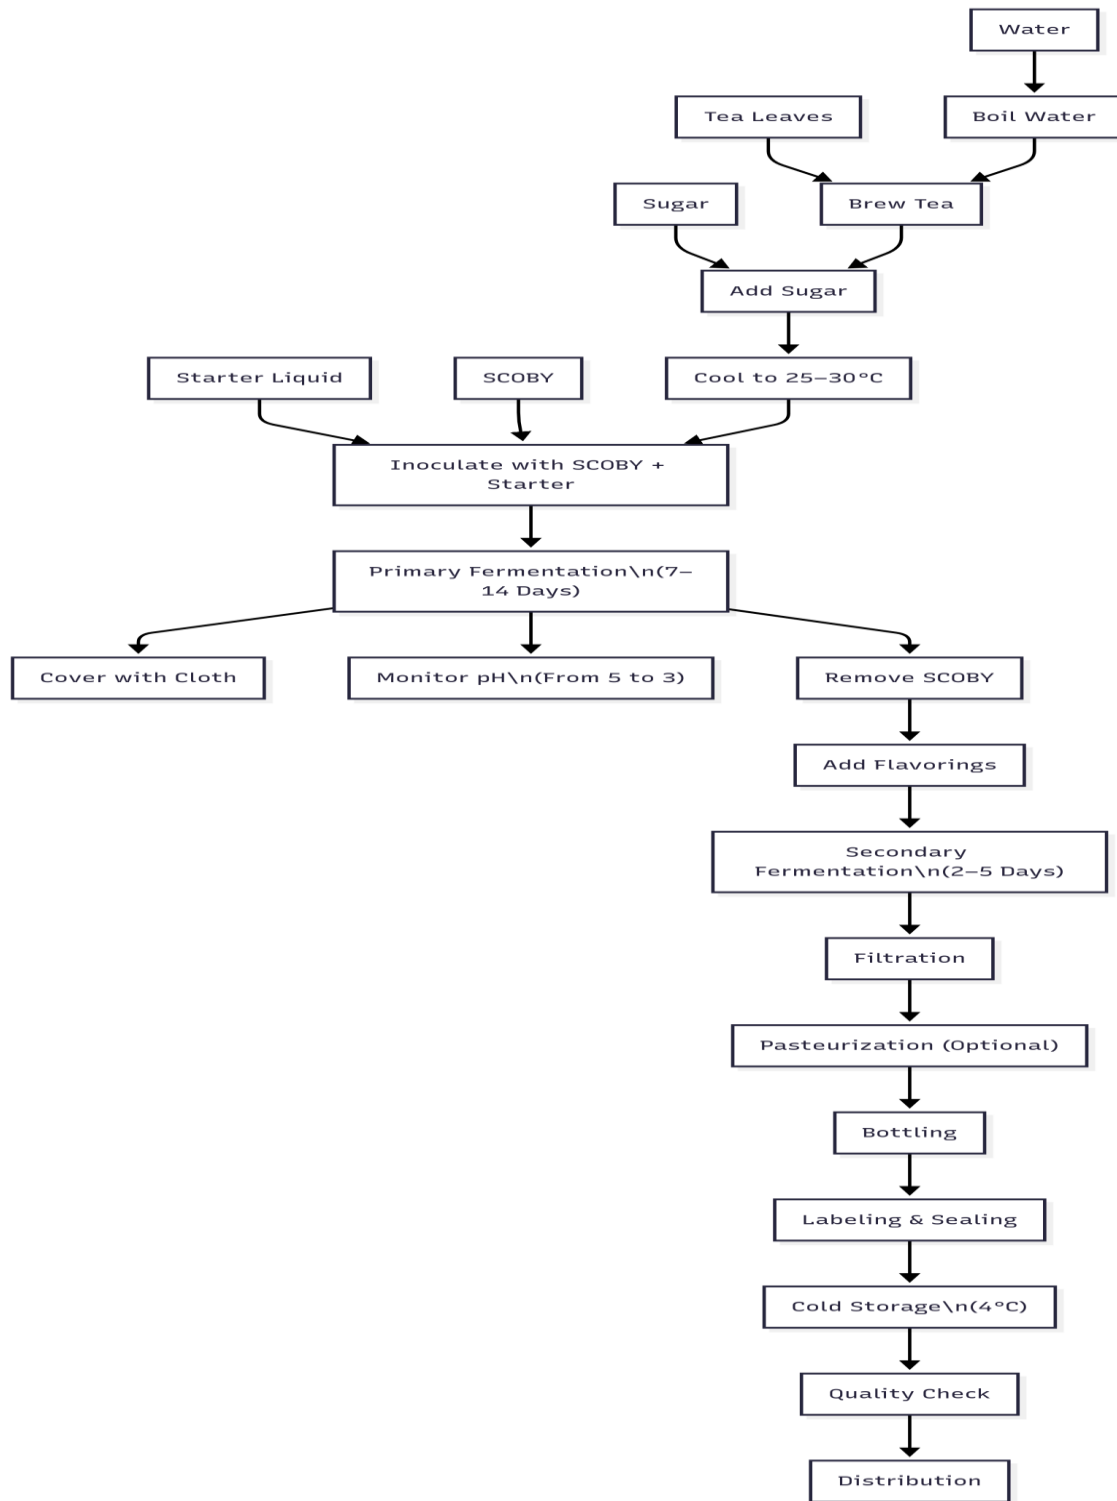 Water
Tea Leaves
Boil Water
Sugar
Brew Tea
Add Sugar
Starter Liquid
SCOBY
Cool to 25–30°C
Inoculate with SCOBY +
Starter
Primary Fermentation\n(7–
14 Days)
Cover with Cloth
Monitor pH\n(From 5 to 3)
Remove SCOBY
Add Flavorings
Secondary
Fermentation\n(2–5 Days)
Filtration
Pasteurization (Optional)
Bottling
Labeling & Sealing
Cold Storage\n(4°C)
Quality Check
Distribution